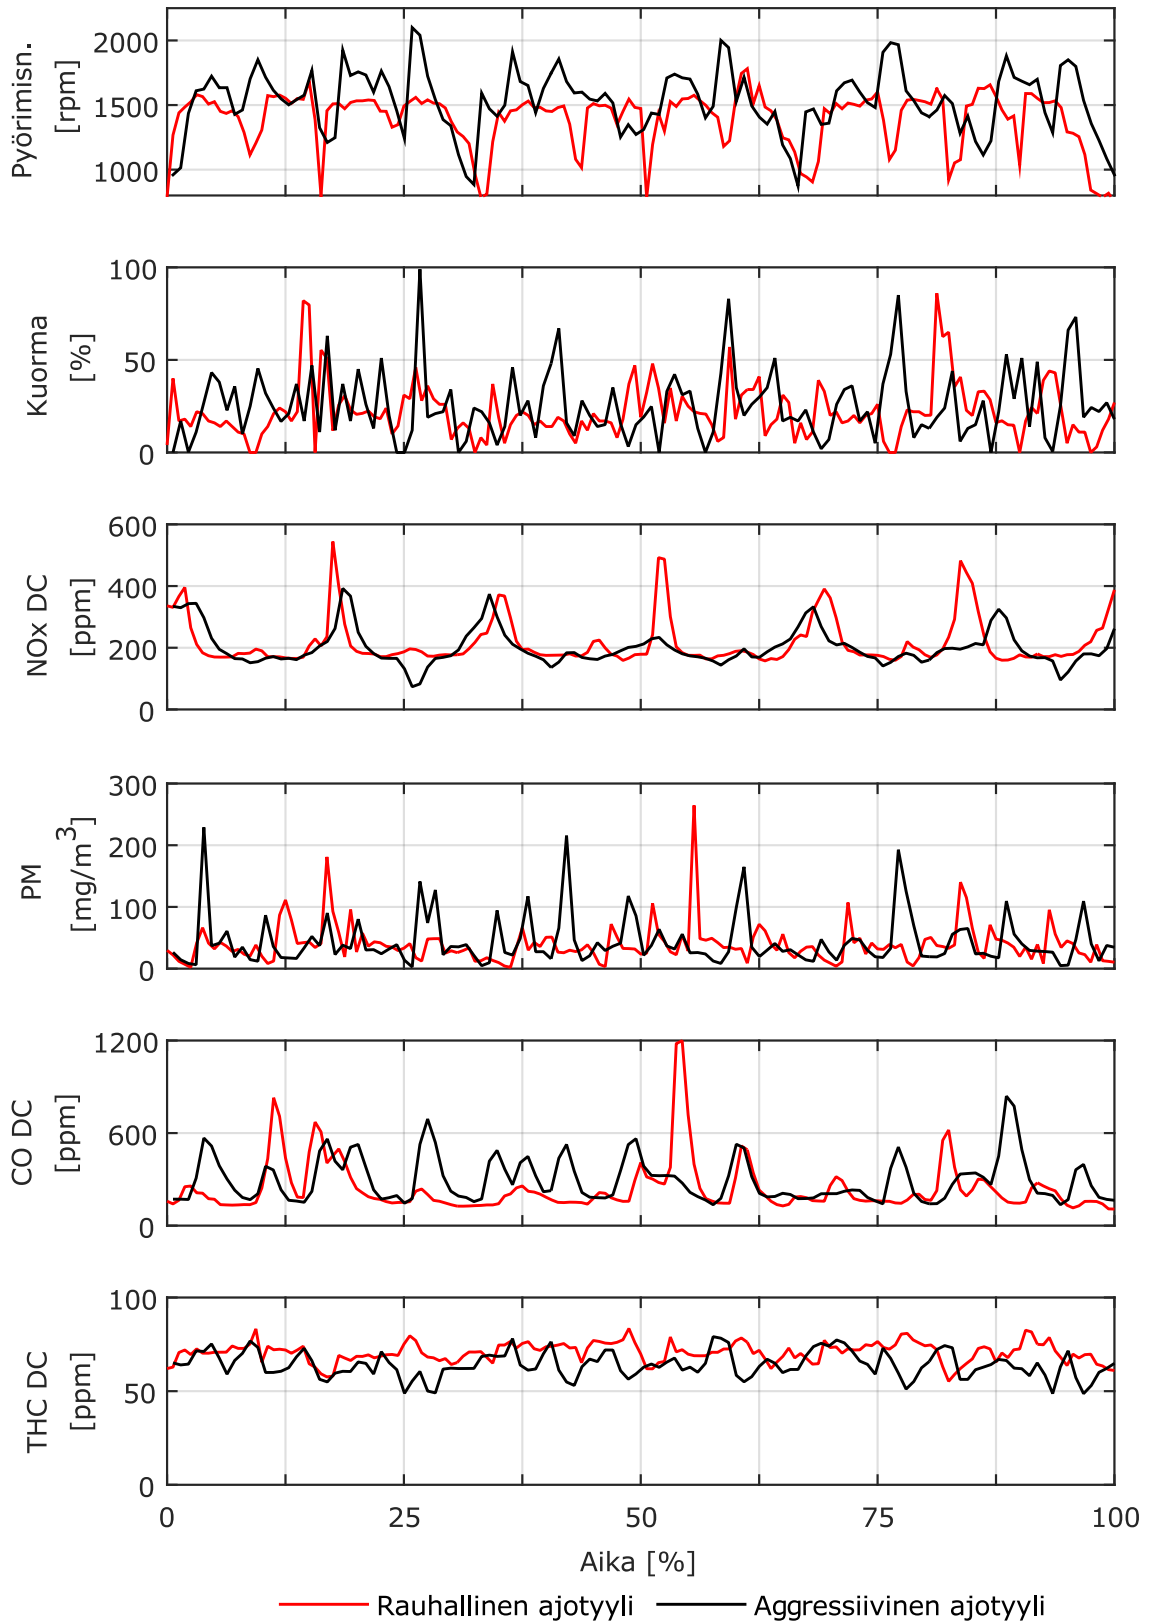 Pyörimisn.
[rpm]
2000
1500
1000
Kuorma
[%]
100
50
0
NOx DC
[ppm]
600
400
200
0
PM
[mg/m³]
300
200
100
0
CO DC
[ppm]
1200
600
0
THC DC
[ppm]
100
50
0
0 25 50 75 100
Aika [%]
Rauhallinen ajotyyli Aggressiivinen ajotyyli